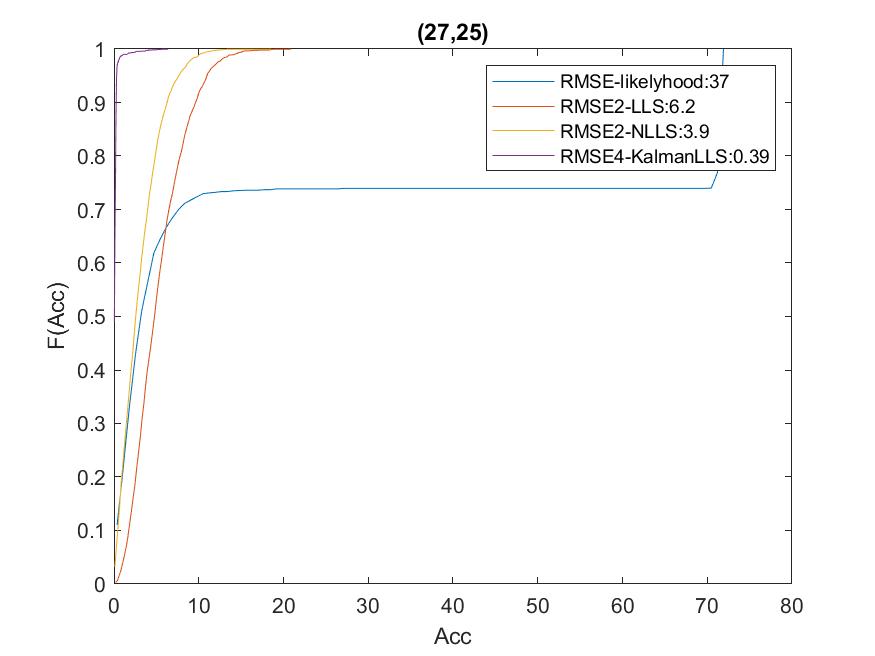 (27,25)
1
0.9
0.8
0.7
0.6
0.5
0.4
0.3
0.2
0.1
0
F(Acc)
RMSE-likelyhood:37
RMSE2-LLS:6.2
RMSE2-NLLS:3.9
RMSE4-KalmanLLS:0.39
0 10 20 30 40 50 60 70 80
Acc